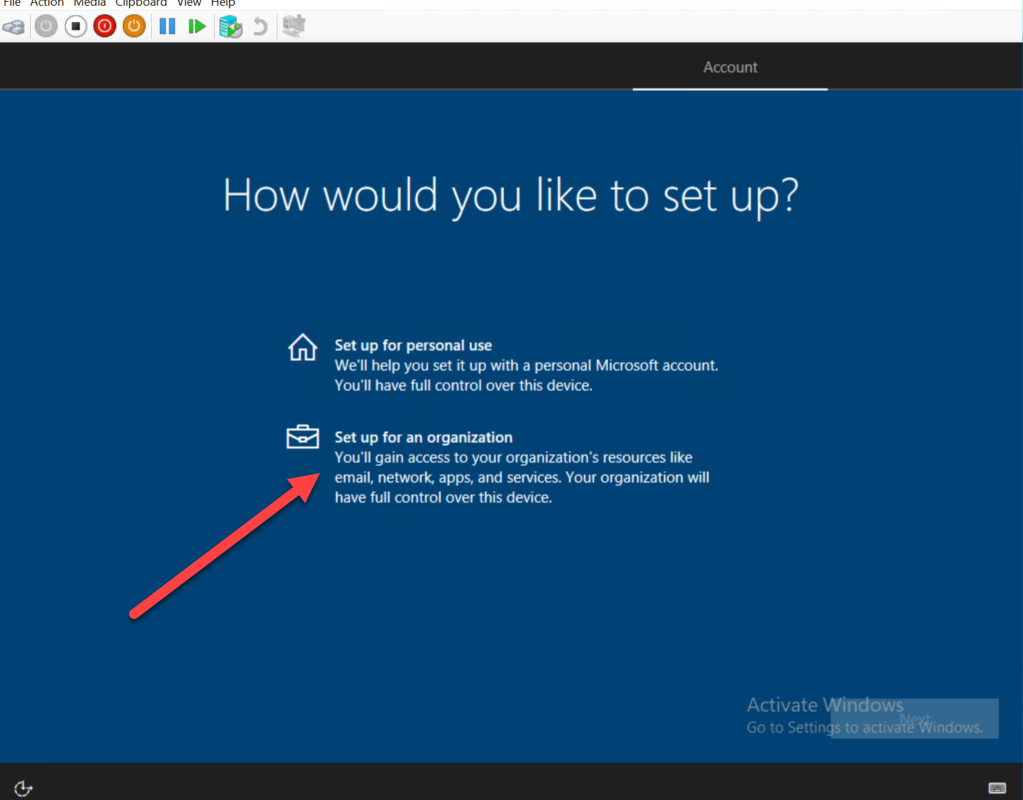 File Action Media Clipboard View Help
Account
How would you like to set up?
Set up for personal use
We'll help you set it up with a personal Microsoft account.
You'll have full control over this device.
Set up for an organization
You'll gain access to your organization's resources like
email, network, apps, and services. Your organization will
have full control over this device.
Activate Windows
Next
Go to Settings to activate Windows.